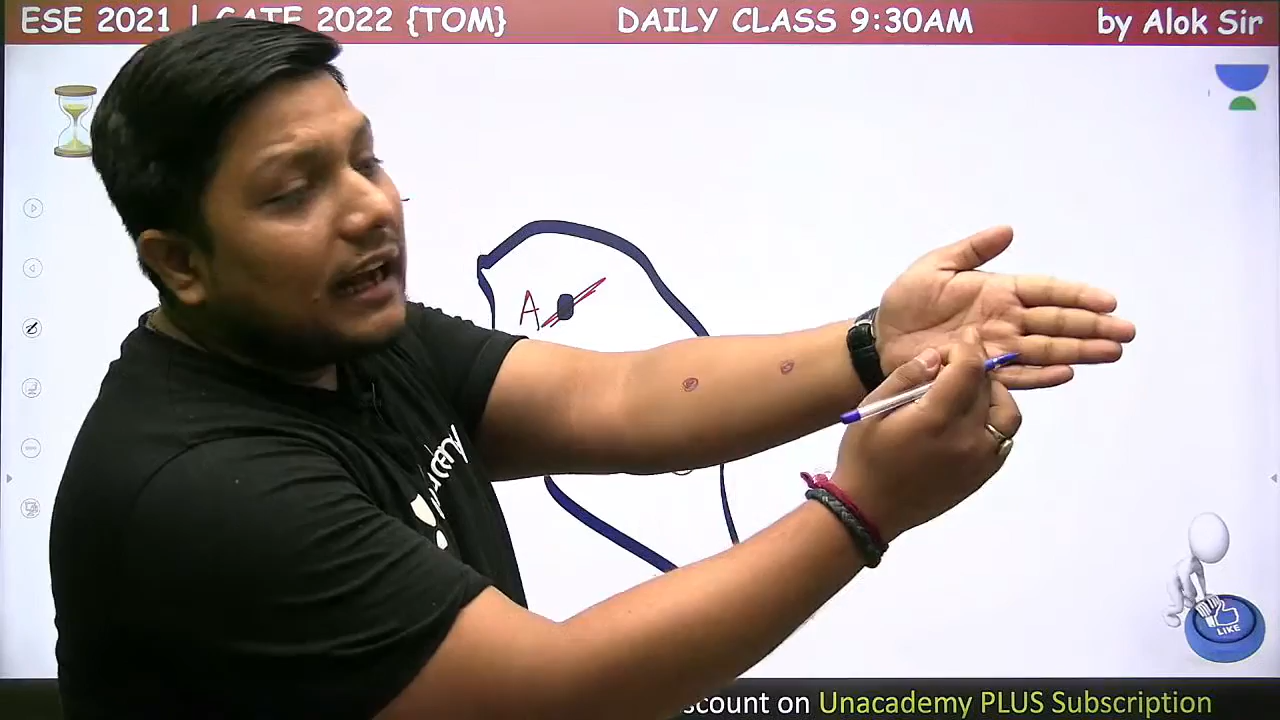 ESE 2021 | GATE 2022 {TOM} DAILY CLASS 9:30AM by Alok Sir
A
LIKE
scount on Unacademy PLUS Subscription